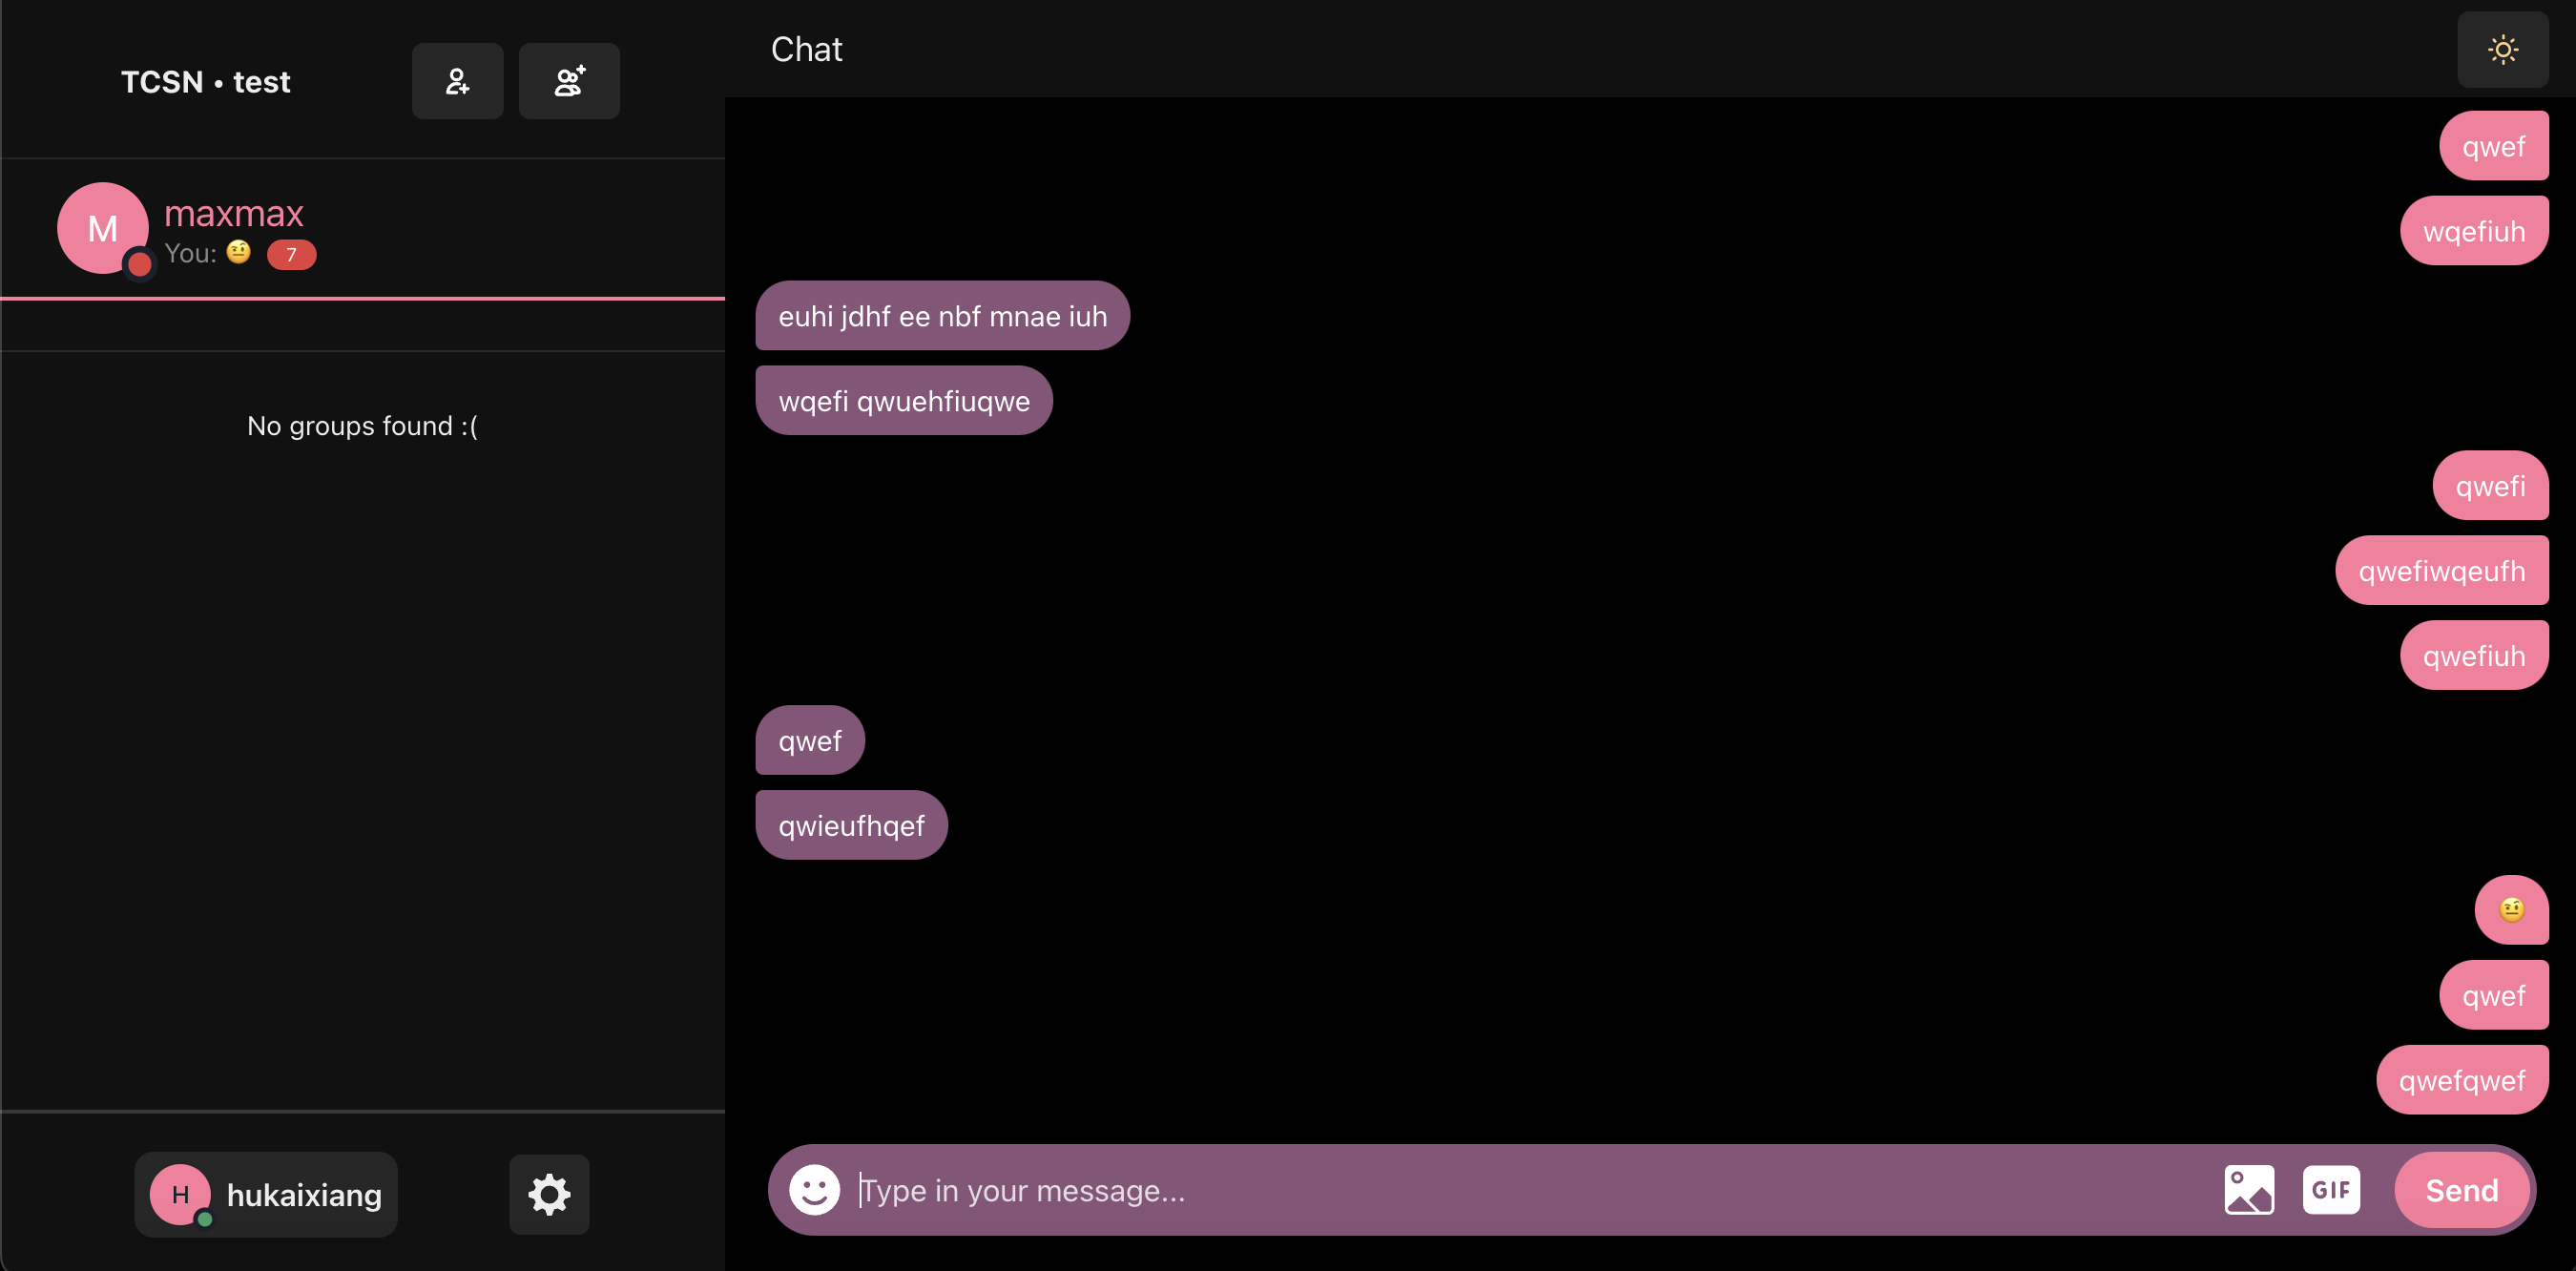 TCSN • test
M
maxmax
You: 🤨 7
No groups found :(
H
hukaixiang
Chat
qwef
wqefiuh
euhi jdhf ee nbf mnae iuh
wqefi qwuehfiuqwe
qwefi
qwefiwqeufh
qwefiuh
qwef
qwieufhqef
🤨
qwef
qwefqwef
Type in your message...
GIF
Send